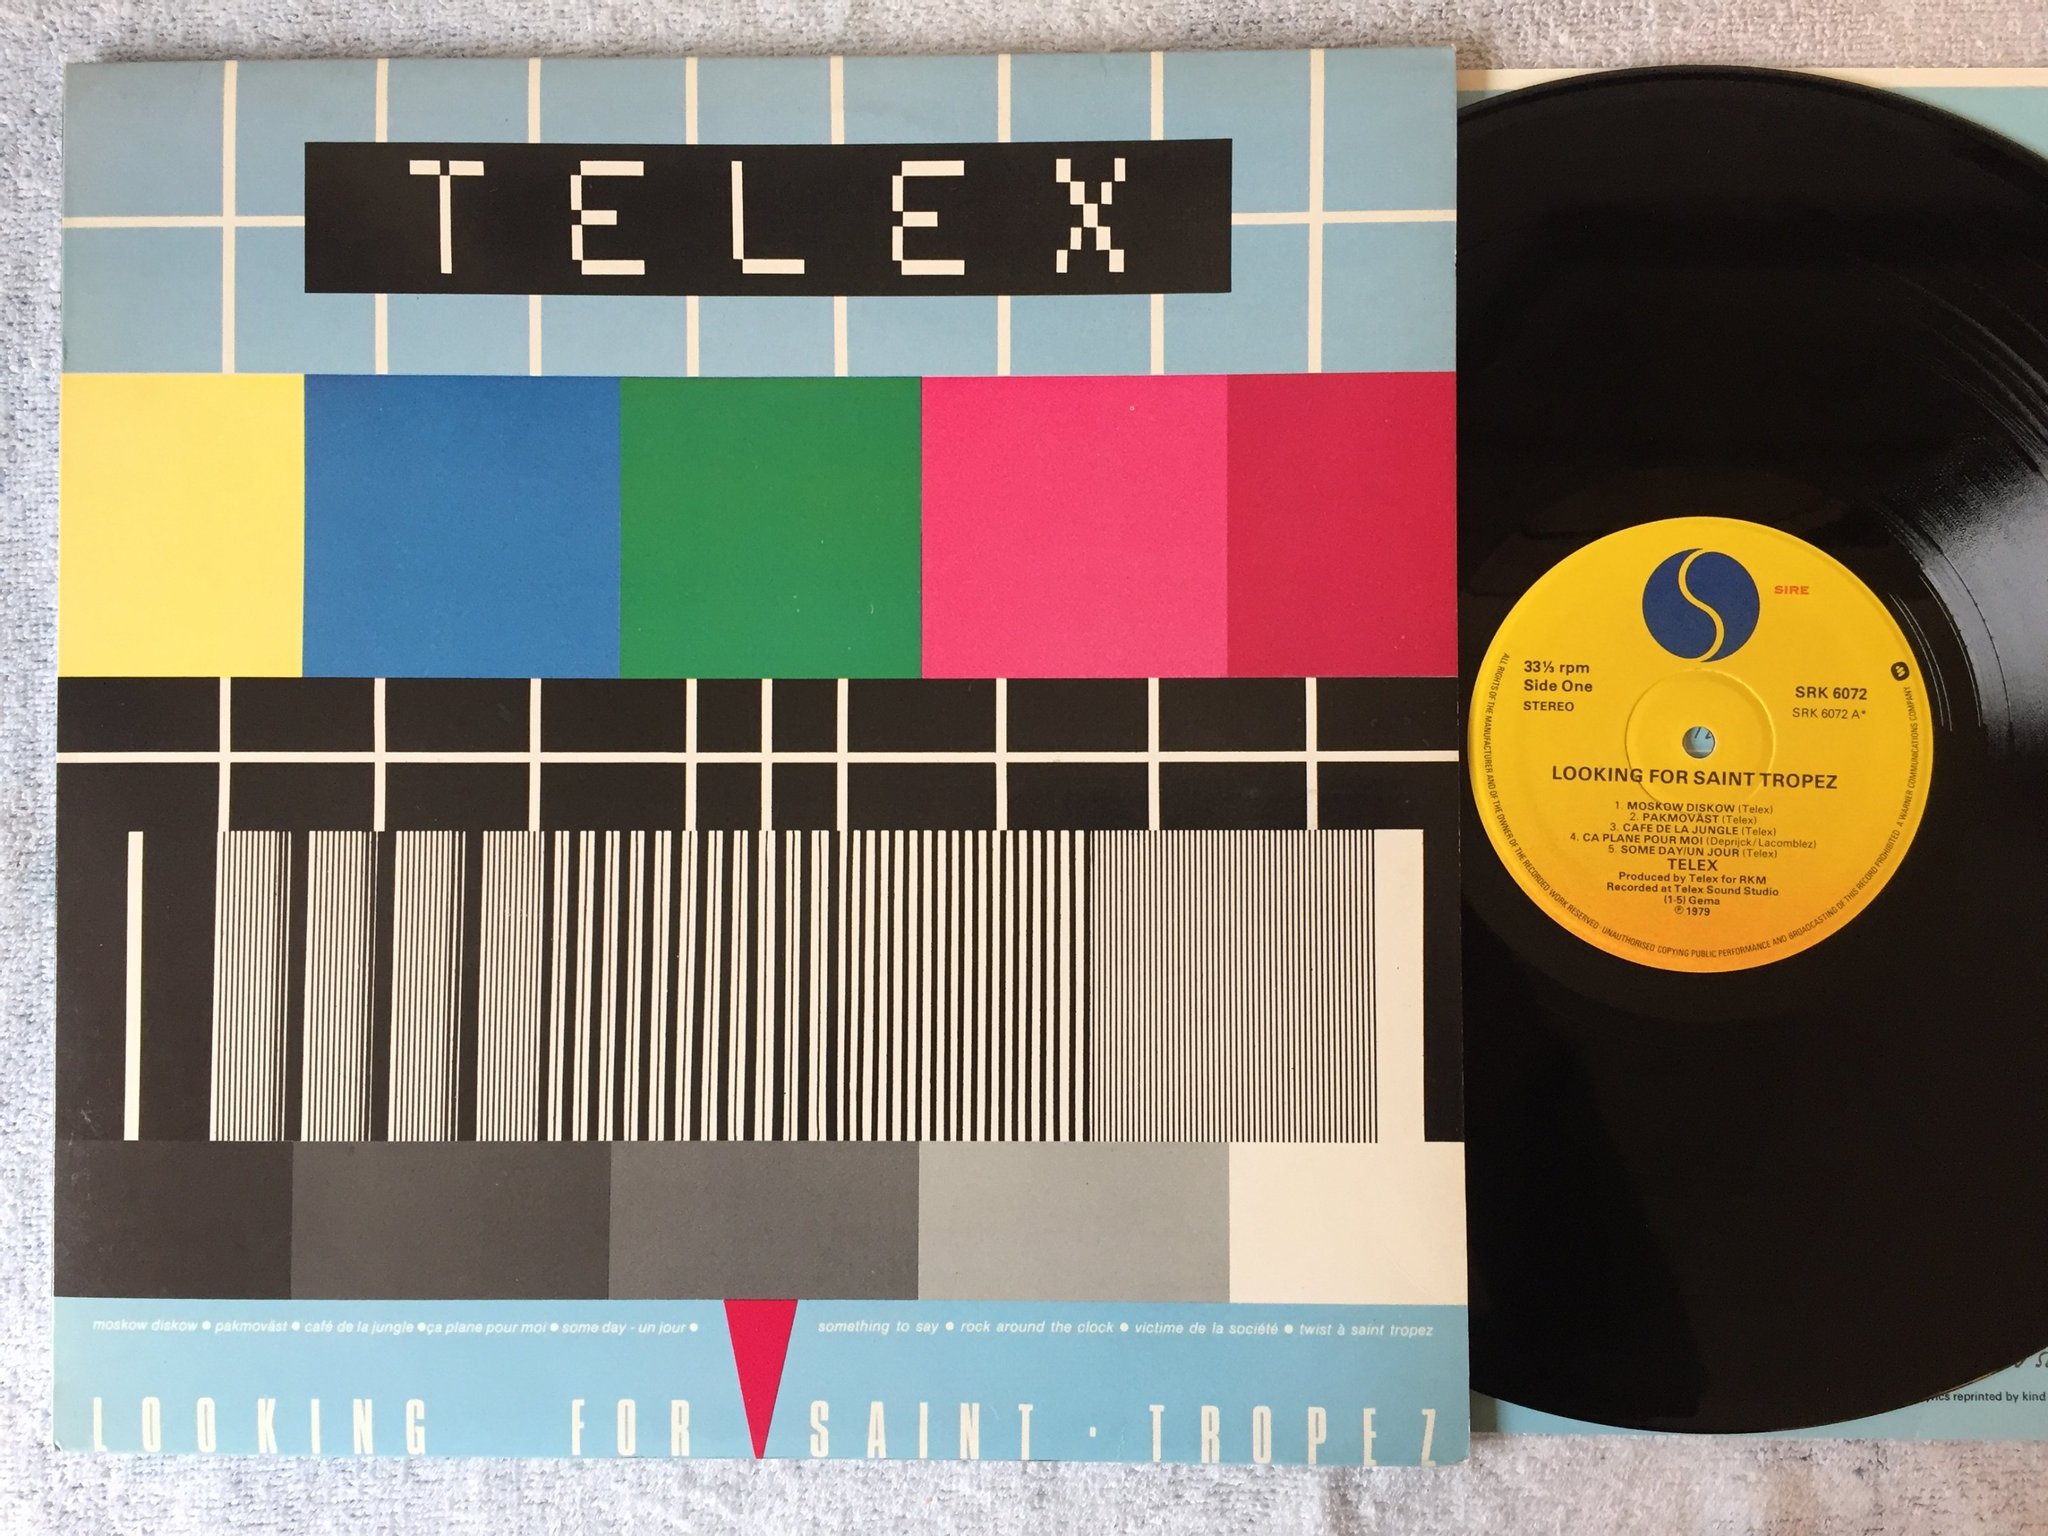 TELEX
moskow diskow ● pakmoväst ● café de la jungle ● ça plane pour moi ● some day - un jour ●
something to say ● rock around the clock ● victime de la société ● twist à saint tropez
LOOKING FOR SAINT · TROPEZ
SIRE
33⅓ rpm
Side One
STEREO
SRK 6072
SRK 6072 A*
LOOKING FOR SAINT TROPEZ
1. MOSKOW DISKOW (Telex)
2. PAKMOVÄST (Telex)
3. CAFE DE LA JUNGLE (Telex)
4. CA PLANE POUR MOI (Deprijck/Lacomblez)
5. SOME DAY/UN JOUR (Telex)
TELEX
Produced by Telex for RKM
Recorded at Telex Sound Studio
(1-5) Gema
℗ 1979
ALL RIGHTS OF THE MANUFACTURER AND OF THE OWNER OF THE RECORDED WORK RESERVED · UNAUTHORISED COPYING PUBLIC PERFORMANCE AND BROADCASTING OF THIS RECORD PROHIBITED A WARNER COMMUNICATIONS COMPANY
reprinted by kind